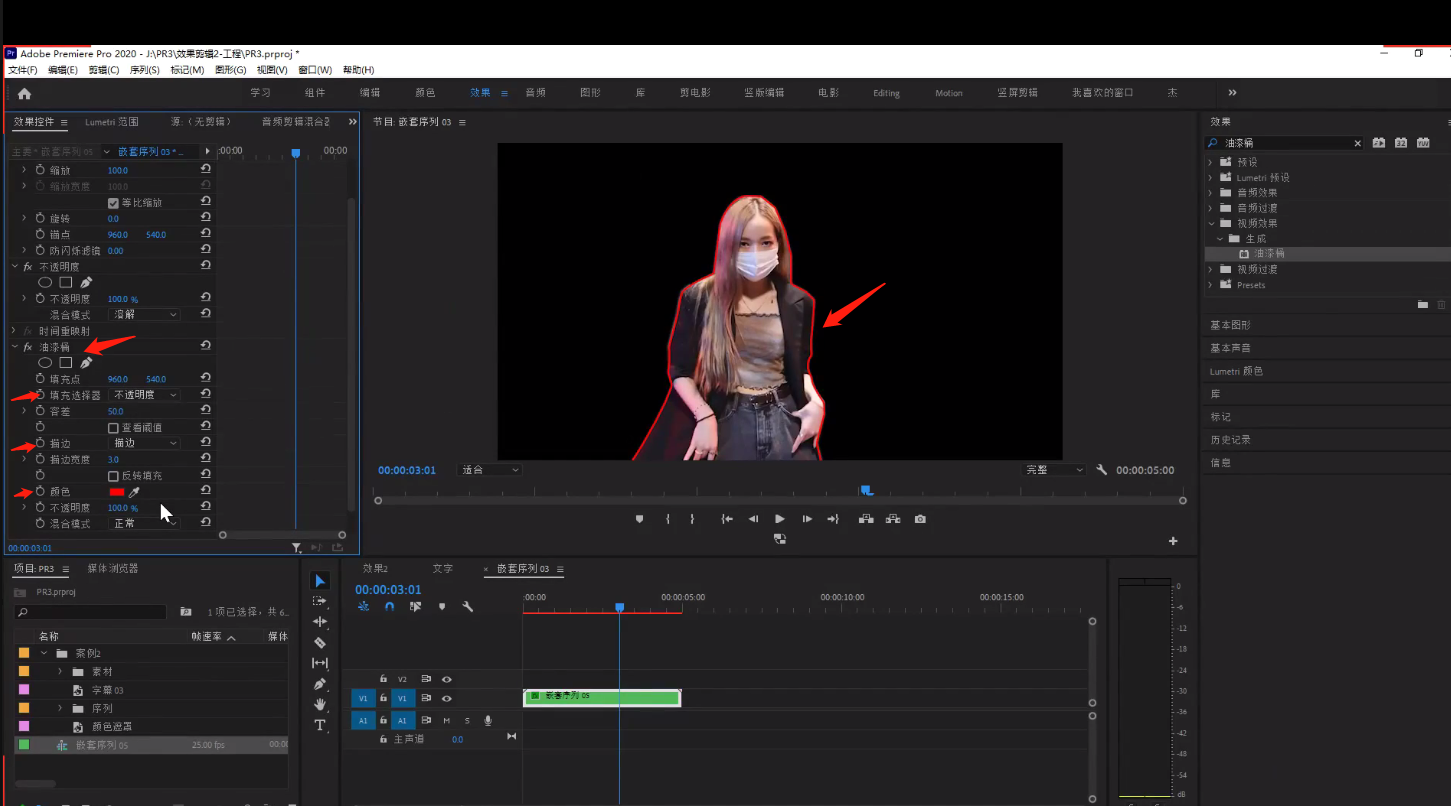 Pr Adobe Premiere Pro 2020 - J:\PR3\效果剪辑2-工程\PR3.prproj *
文件(F) 编辑(E) 剪辑(C) 序列(S) 标记(M) 图形(G) 视图(V) 窗口(W) 帮助(H)
学习 组件 编辑 颜色 效果 音频 图形 库 剪电影 竖版编辑 电影 Editing Motion 竖屏剪辑 我喜欢的窗口 杰
效果控件 Lumetri 范围 源:（无剪辑） 音频剪辑混合器
主要 * 嵌套序列 05 嵌套序列 03 *... :00:00 00:00
缩放 100.0
缩放宽度 100.0
等比缩放
旋转 0.0
锚点 960.0 540.0
防闪烁滤镜 0.00
fx 不透明度
不透明度 100.0 %
混合模式 溶解
fx 时间重映射
fx 油漆桶
填充点 960.0 540.0
填充选择器 不透明度
容差 50.0
查看阈值
描边 描边
描边宽度 3.0
反转填充
颜色
不透明度 100.0 %
混合模式 正常
00:00:03:01
节目: 嵌套序列 03
00:00:03:01 适合 完整 00:00:05:00
效果
油漆桶 32 YUV
预设
Lumetri 预设
音频效果
音频过渡
视频效果
生成
油漆桶
视频过渡
Presets
基本图形
基本声音
Lumetri 颜色
库
标记
历史记录
信息
项目: PR3 媒体浏览器
PR3.prproj
1 项已选择，共 6...
名称 帧速率 媒体
案例2
素材
字幕 03
序列
颜色遮罩
嵌套序列 05 25.00 fps 00:00
T
效果2 文字 × 嵌套序列 03
00:00:03:01
:00:00 00:00:05:00 00:00:10:00 00:00:15:00
V2
V1 V1 嵌套序列 05
A1 A1 M S
主声道 0.0
0
-6
-12
-18
-24
-30
-36
-42
-48
-54
dB